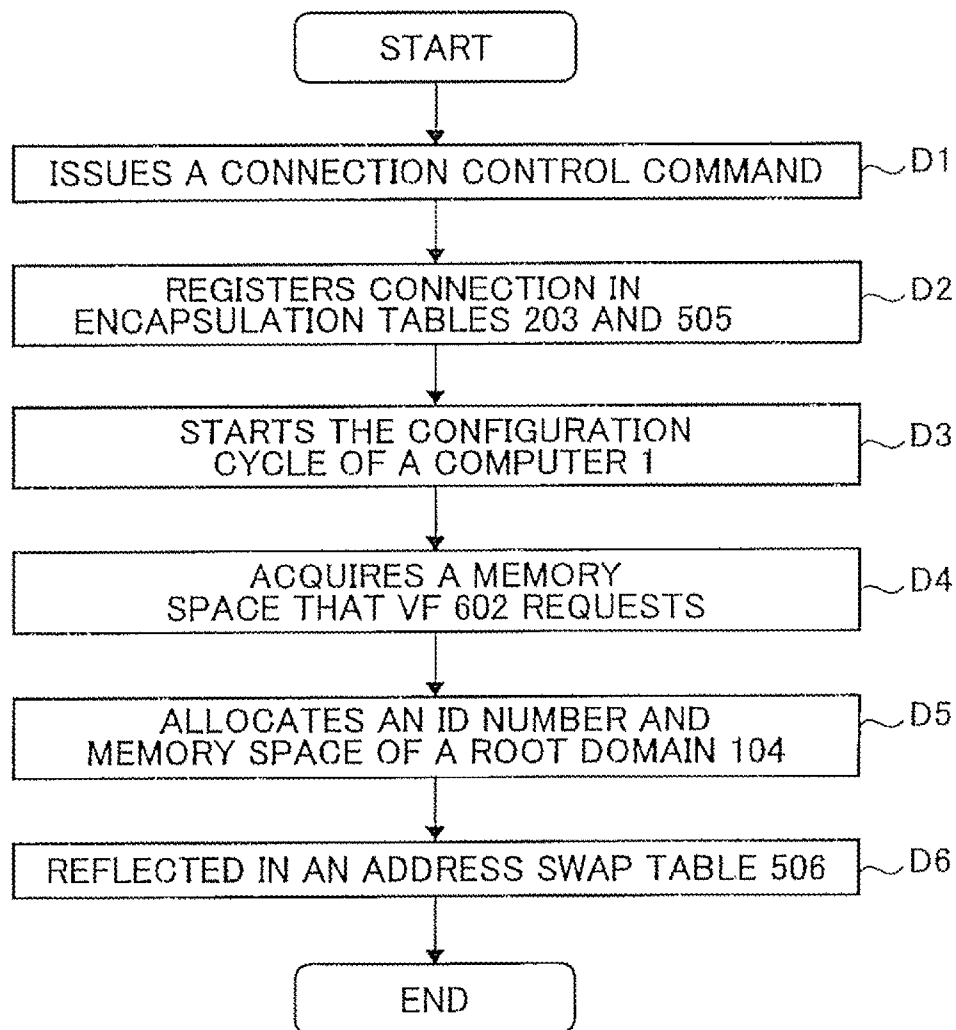 START
ISSUES A CONNECTION CONTROL COMMAND
D1
REGISTERS CONNECTION IN
ENCAPSULATION TABLES 203 AND 505
D2
STARTS THE CONFIGURATION
CYCLE OF A COMPUTER 1
D3
ACQUIRES A MEMORY
SPACE THAT VF 602 REQUESTS
D4
ALLOCATES AN ID NUMBER AND
MEMORY SPACE OF A ROOT DOMAIN 104
D5
REFLECTED IN AN ADDRESS SWAP TABLE 506
D6
END